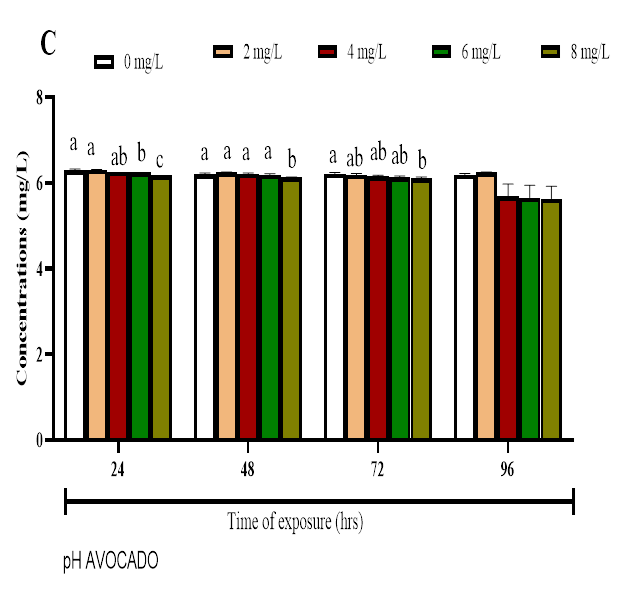 C
0 mg/L 2 mg/L 4 mg/L 6 mg/L 8 mg/L
Concentrations (mg/L)
8
6
4
2
0
a a ab b c a a a a b a ab ab ab b
24 48 72 96
Time of exposure (hrs)
pH AVOCADO